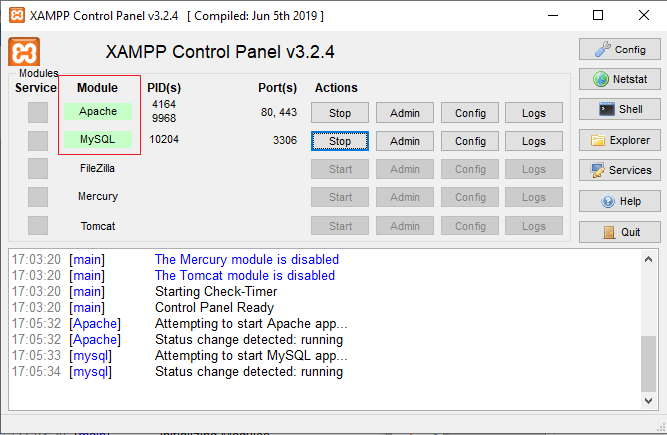 XAMPP Control Panel v3.2.4 [ Compiled: Jun 5th 2019 ]
XAMPP Control Panel v3.2.4
Config
Modules
Service Module PID(s) Port(s) Actions
Netstat
Apache 4164 9968 80, 443 Stop Admin Config Logs
Shell
MySQL 10204 3306 Stop Admin Config Logs
Explorer
FileZilla Start Admin Config Logs
Services
Mercury Start Admin Config Logs
Help
Tomcat Start Admin Config Logs
Quit
17:03:20 [main] The Mercury module is disabled
17:03:20 [main] The Tomcat module is disabled
17:03:20 [main] Starting Check-Timer
17:03:20 [main] Control Panel Ready
17:05:32 [Apache] Attempting to start Apache app...
17:05:32 [Apache] Status change detected: running
17:05:33 [mysql] Attempting to start MySQL app...
17:05:34 [mysql] Status change detected: running